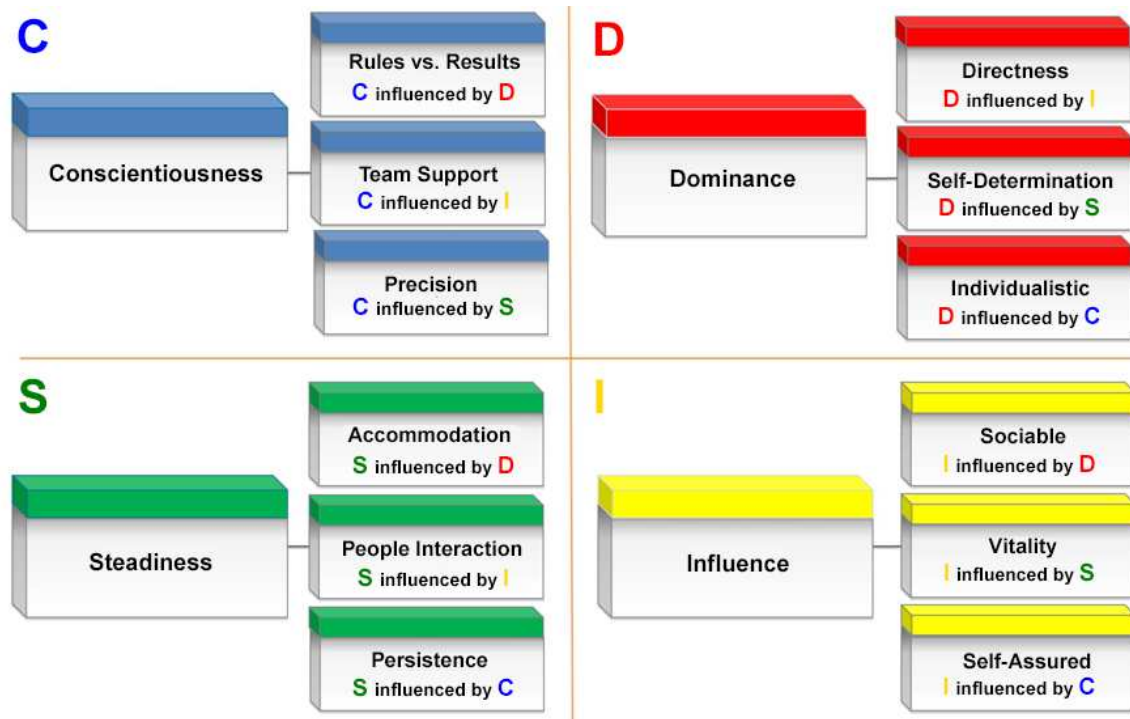 C
Conscientiousness
Rules vs. Results
C influenced by D
Team Support
C influenced by I
Precision
C influenced by S
D
Dominance
Directness
D influenced by I
Self-Determination
D influenced by S
Individualistic
D influenced by C
S
Steadiness
Accommodation
S influenced by D
People Interaction
S influenced by I
Persistence
S influenced by C
I
Influence
Sociable
I influenced by D
Vitality
I influenced by S
Self-Assured
I influenced by C